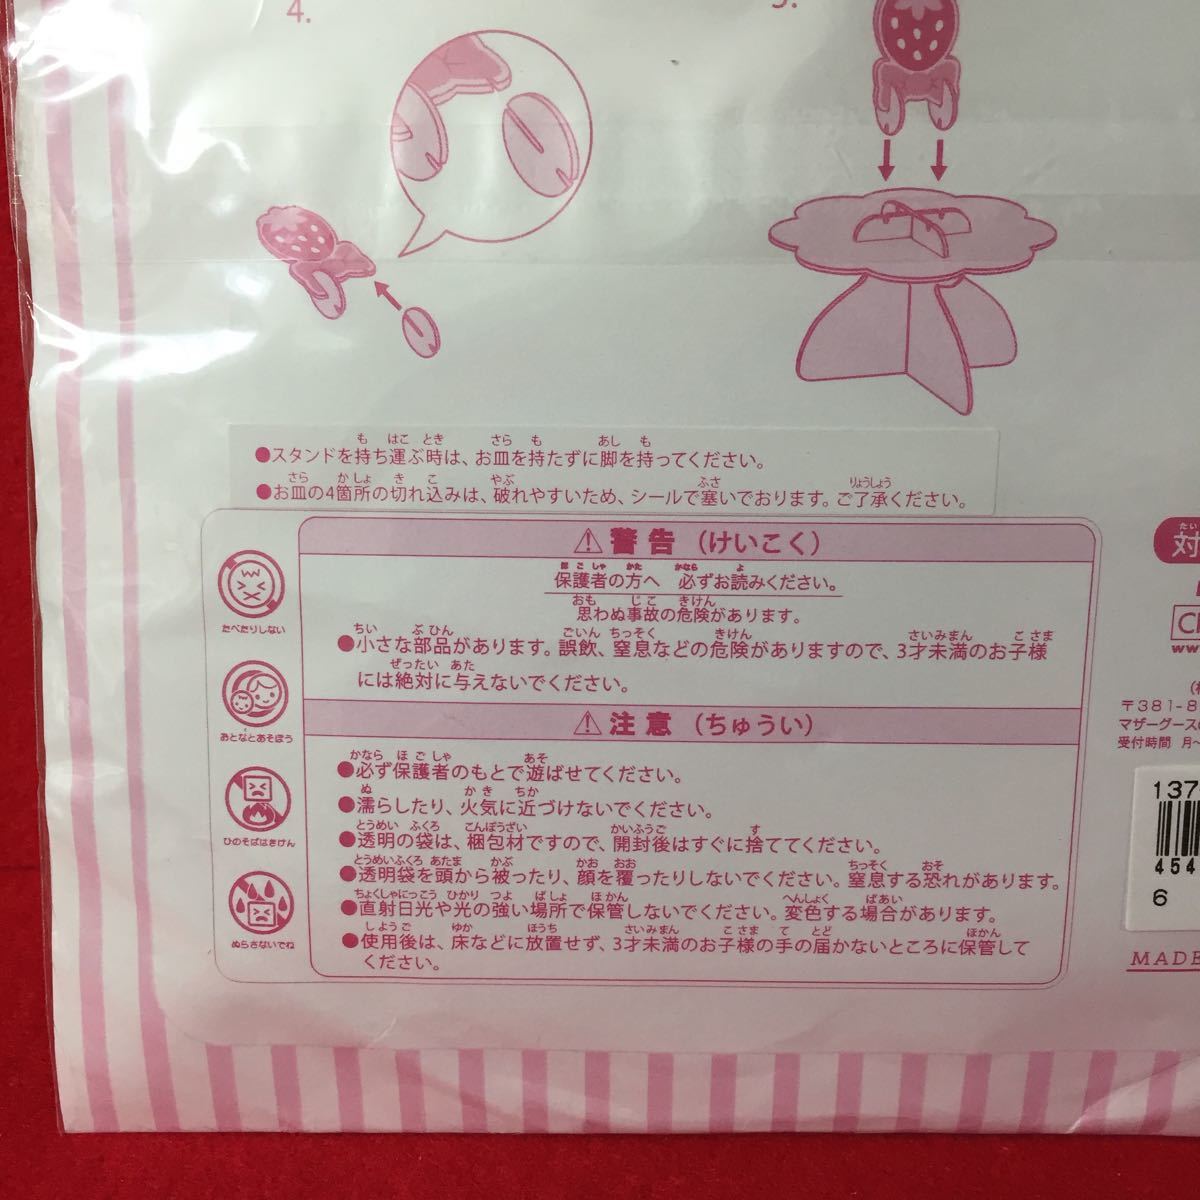 4.
5.
●スタンドを持ち運ぶ時は、お皿を持たずに脚を持ってください。
●お皿の4箇所の切れ込みは、破れやすいため、シールで塞いでおります。ご了承ください。
⚠警告（けいこく）
保護者の方へ 必ずお読みください。
思わぬ事故の危険があります。
●小さな部品があります。誤飲、窒息などの危険がありますので、3才未満のお子様
には絶対に与えないでください。
⚠注意（ちゅうい）
●必ず保護者のもとで遊ばせてください。
●濡らしたり、火気に近づけないでください。
●透明の袋は、梱包材ですので、開封後はすぐに捨ててください。
●透明袋を頭から被ったり、顔を覆ったりしないでください。窒息する恐れがあります。
●直射日光や光の強い場所で保管しないでください。変色する場合があります。
●使用後は、床などに放置せず、3才未満のお子様の手の届かないところに保管して
ください。
たべたりしない
おとなとあそぼう
ひのそばはきけん
ぬらさないでね
対
www
〒381-8
マザーグースの
受付時間 月～
137
454
6
MADE